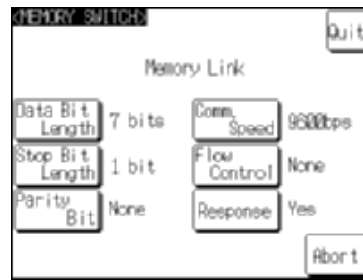 <MEMORY SWITCH>
Quit
Memory Link
Data Bit
Length
7 bits
Comm.
Speed
9600bps
Stop Bit
Length
1 bit
Flow
Control
None
Parity
Bit
None
Response
Yes
Abort